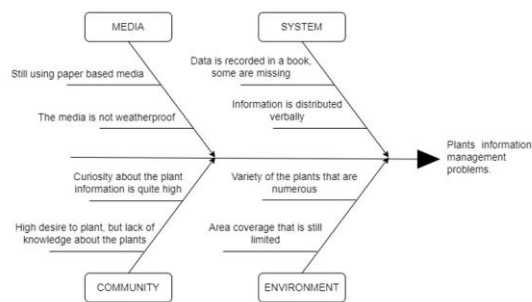 MEDIA
SYSTEM
Still using paper based media
Data is recorded in a book,
some are missing
The media is not weatherproof
Information is distributed
verbally
Plants information
management
problems.
Curiosity about the plant
information is quite high
Variety of the plants that are
numerous
High desire to plant, but lack of
knowledge about the plants
Area coverage that is still
limited
COMMUNITY
ENVIRONMENT